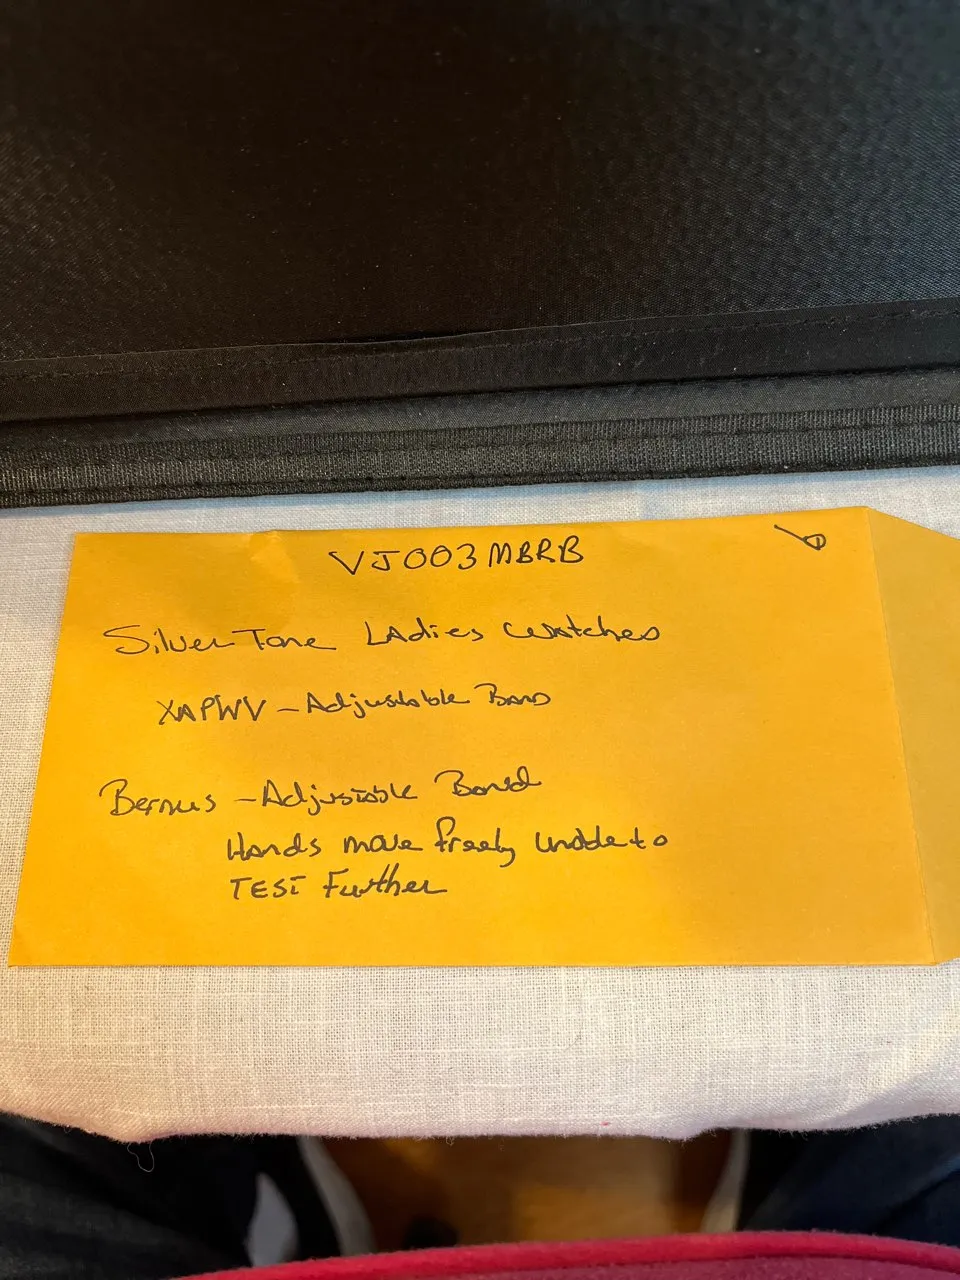 VJ003MBRB
Silver Tone Ladies Watches
XAPWV - Adjustable Band
Bernus - Adjustable Band
Hands move freely unable to
TEST Further